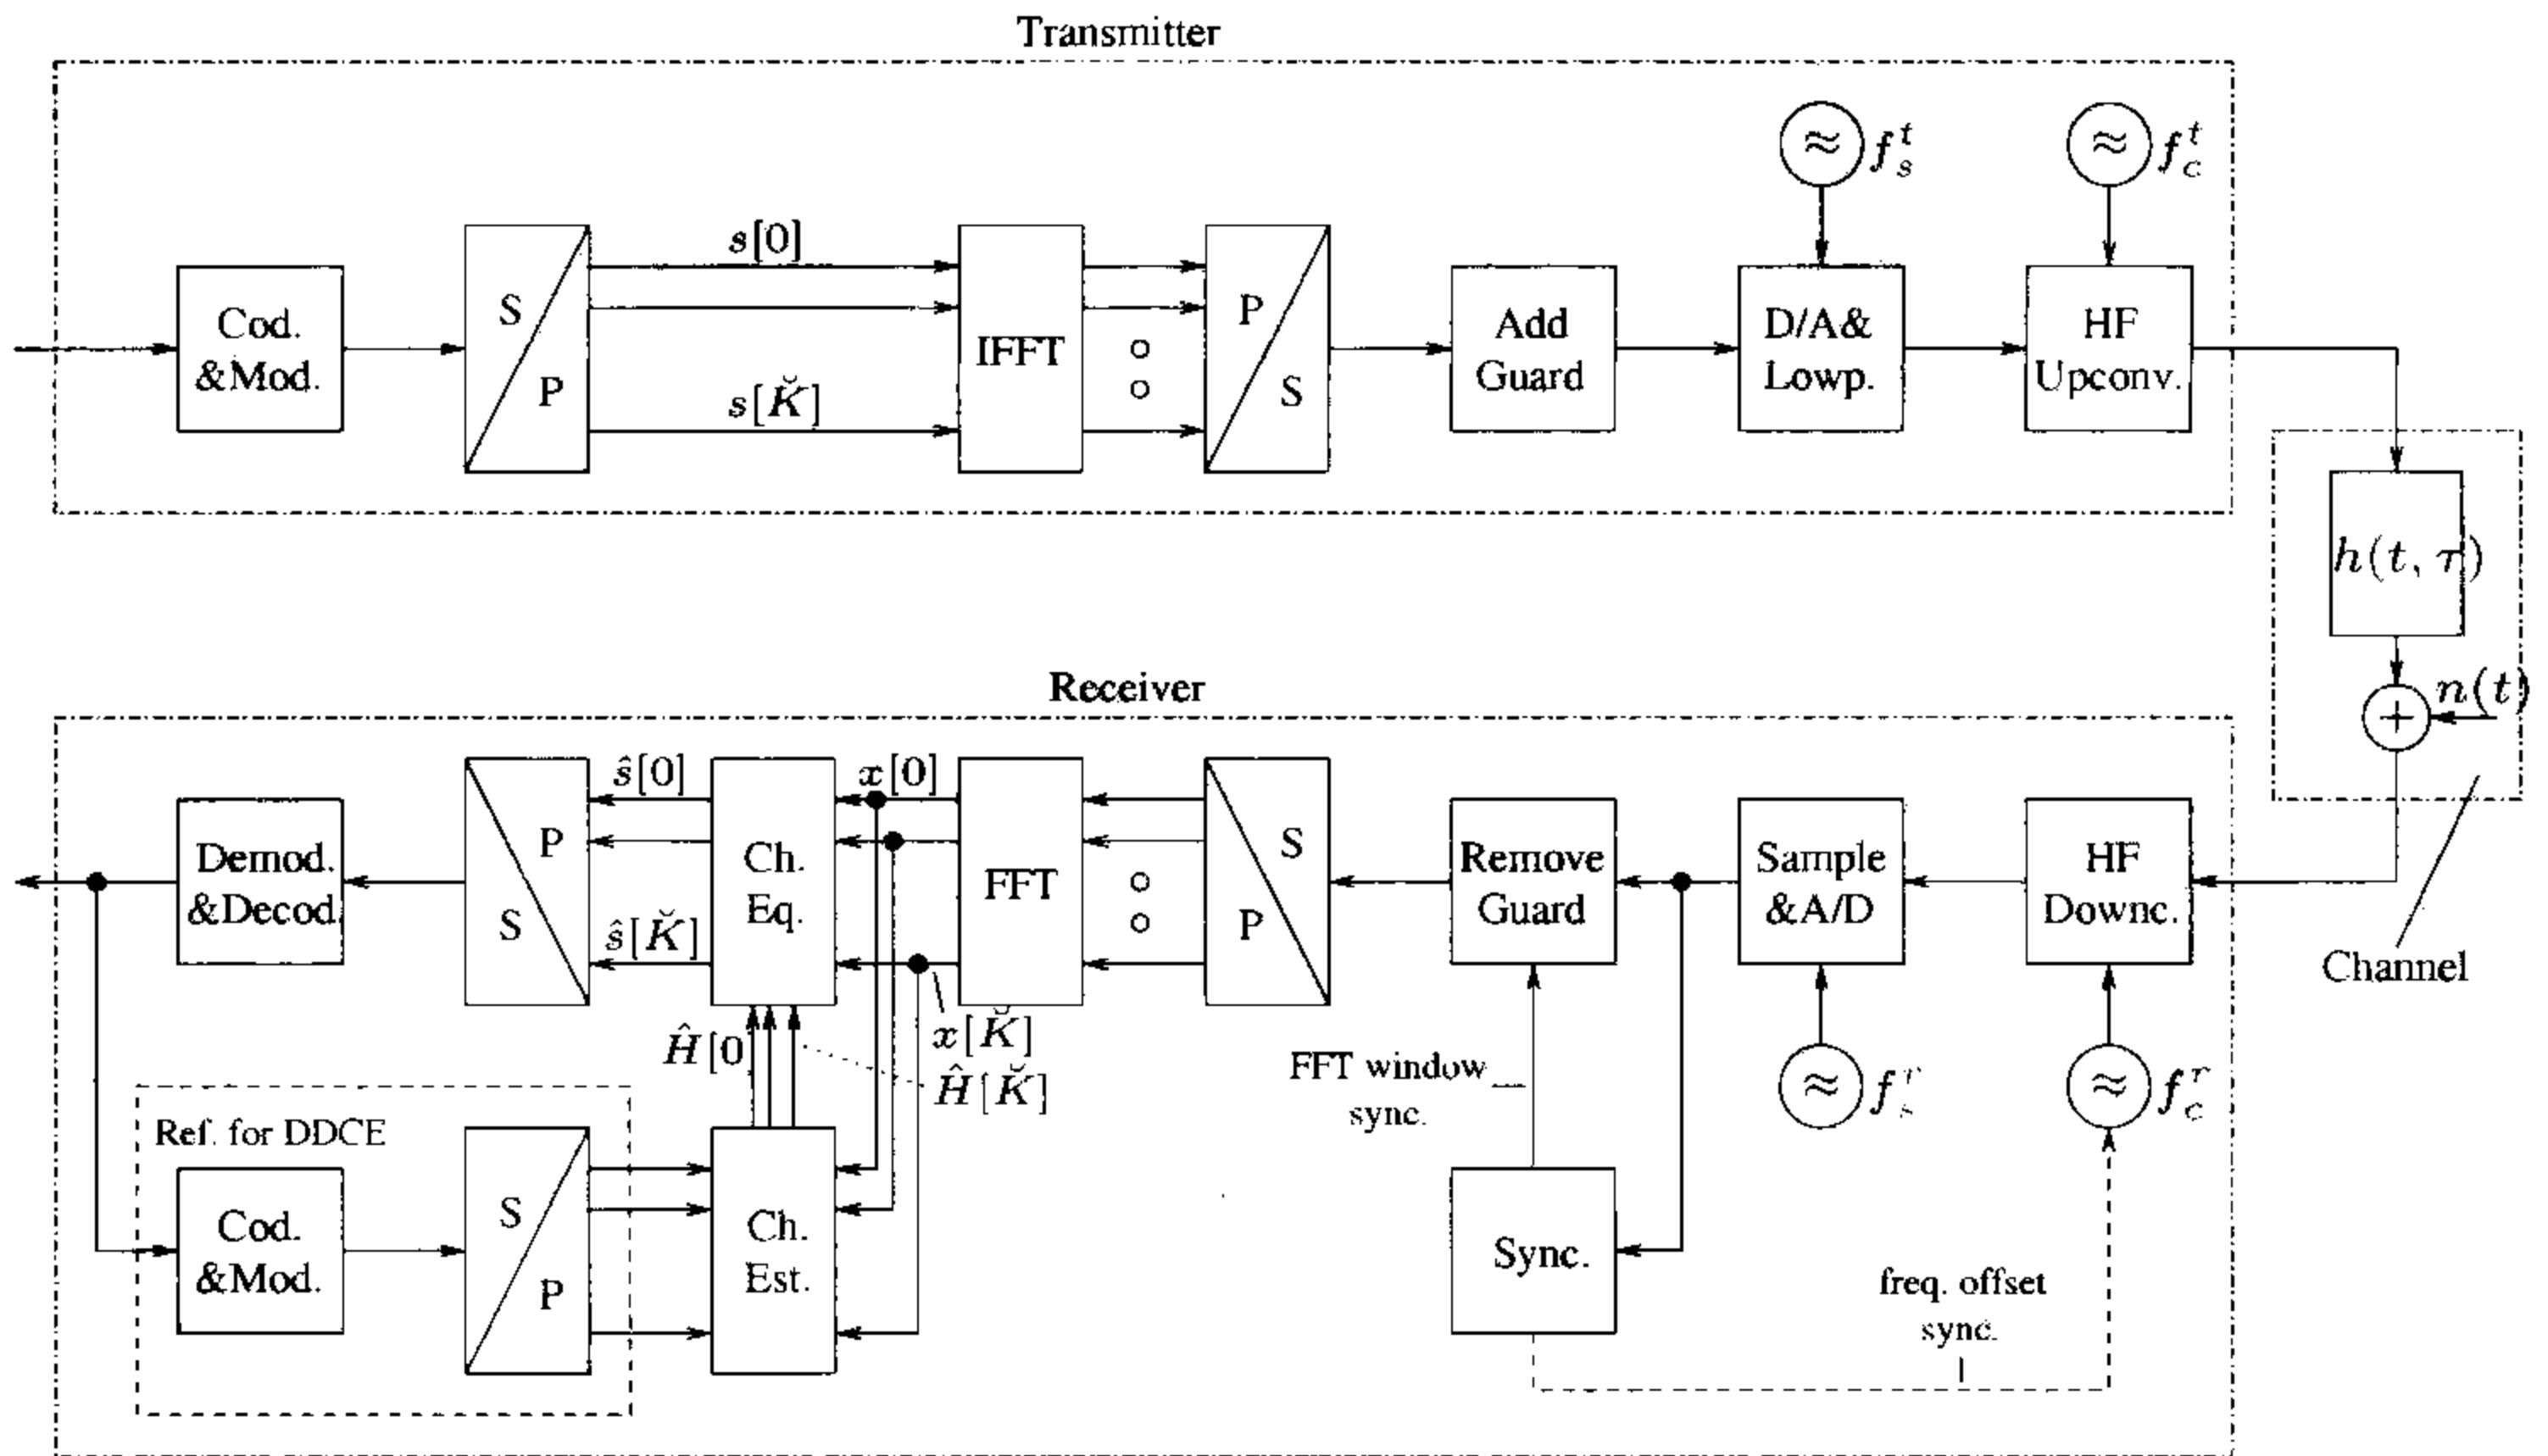 Transmitter
≈ f_s^t
≈ f_c^t
Cod.
&Mod.
S
P
s[0]
s[K̆]
IFFT
P
S
Add
Guard
D/A&
Lowp.
HF
Upconv.
h(t, τ)
+
n(t)
Channel
Receiver
Demod.
&Decod.
P
S
ŝ[0]
ŝ[K̆]
Ch.
Eq.
x[0]
x[K̆]
FFT
S
P
Remove
Guard
Sample
&A/D
HF
Downc.
Ĥ[0
Ĥ[K̆]
FFT window
sync.
≈ f_s^r
≈ f_c^r
Ref. for DDCE
Cod.
&Mod.
S
P
Ch.
Est.
Sync.
freq. offset
sync.